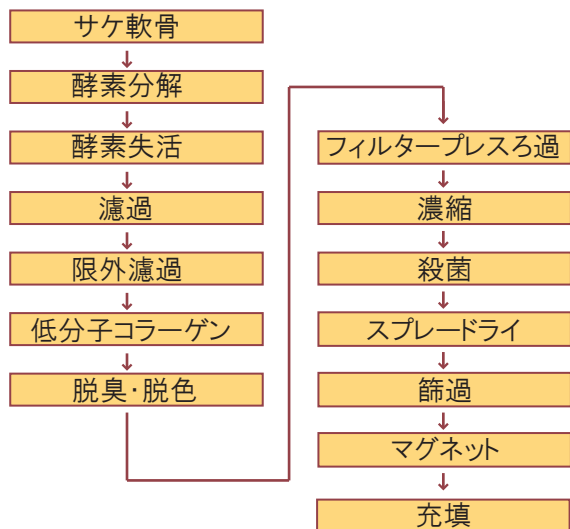 サケ軟骨
酵素分解
酵素失活
濾過
限外濾過
低分子コラーゲン
脱臭・脱色
フィルタープレスろ過
濃縮
殺菌
スプレードライ
篩過
マグネット
充填